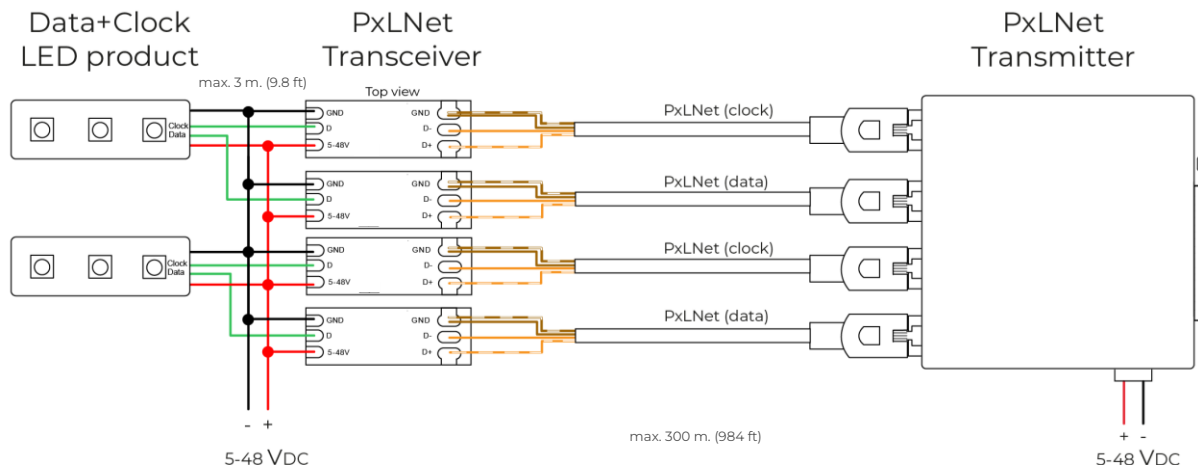 Data+Clock
LED product
PxLNet
Transceiver
PxLNet
Transmitter
max. 3 m. (9.8 ft)
Top view
Clock
Data
GND
D
5-48V
GND
D-
D+
PxLNet (clock)
GND
D
5-48V
GND
D-
D+
PxLNet (data)
Clock
Data
GND
D
5-48V
GND
D-
D+
PxLNet (clock)
GND
D
5-48V
GND
D-
D+
PxLNet (data)
- +
5-48 VDC
max. 300 m. (984 ft)
+ -
5-48 VDC